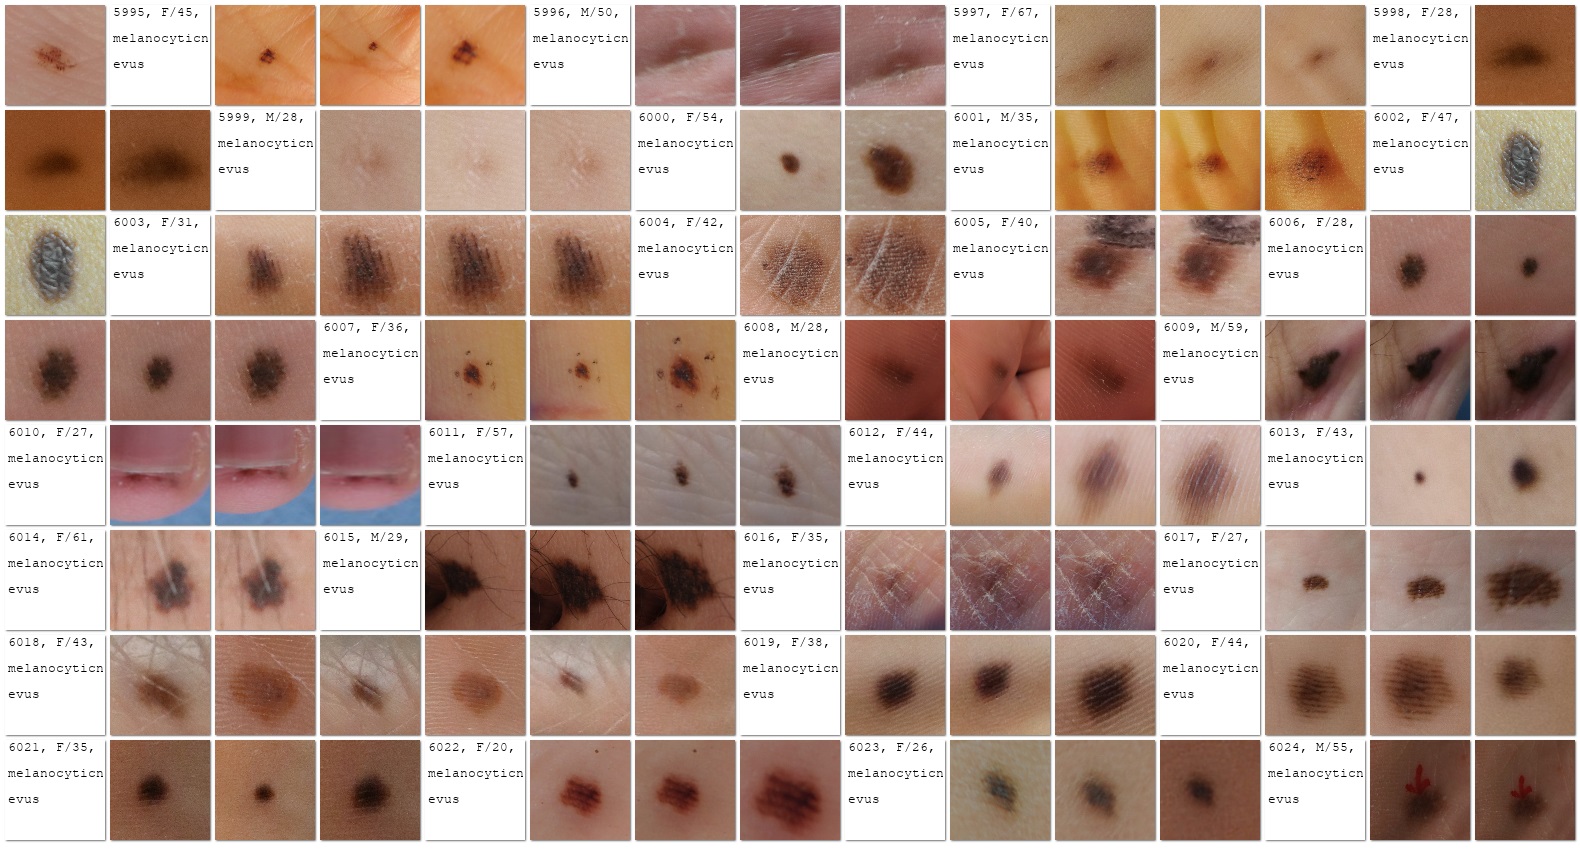 5995, F/45,
melanocyticn
evus
5996, M/50,
melanocyticn
evus
5997, F/67,
melanocyticn
evus
5998, F/28,
melanocyticn
evus
5999, M/28,
melanocyticn
evus
6000, F/54,
melanocyticn
evus
6001, M/35,
melanocyticn
evus
6002, F/47,
melanocyticn
evus
6003, F/31,
melanocyticn
evus
6004, F/42,
melanocyticn
evus
6005, F/40,
melanocyticn
evus
6006, F/28,
melanocyticn
evus
6007, F/36,
melanocyticn
evus
6008, M/28,
melanocyticn
evus
6009, M/59,
melanocyticn
evus
6010, F/27,
melanocyticn
evus
6011, F/57,
melanocyticn
evus
6012, F/44,
melanocyticn
evus
6013, F/43,
melanocyticn
evus
6014, F/61,
melanocyticn
evus
6015, M/29,
melanocyticn
evus
6016, F/35,
melanocyticn
evus
6017, F/27,
melanocyticn
evus
6018, F/43,
melanocyticn
evus
6019, F/38,
melanocyticn
evus
6020, F/44,
melanocyticn
evus
6021, F/35,
melanocyticn
evus
6022, F/20,
melanocyticn
evus
6023, F/26,
melanocyticn
evus
6024, M/55,
melanocyticn
evus